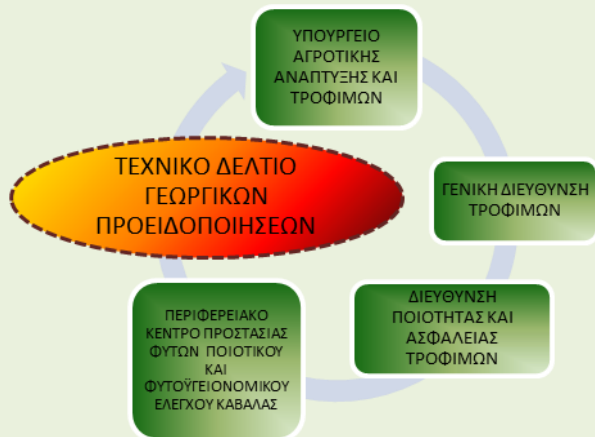 ΥΠΟΥΡΓΕΙΟ
ΑΓΡΟΤΙΚΗΣ
ΑΝΑΠΤΥΞΗΣ ΚΑΙ
ΤΡΟΦΙΜΩΝ
ΓΕΝΙΚΗ ΔΙΕΥΘΥΝΣΗ
ΤΡΟΦΙΜΩΝ
ΔΙΕΥΘΥΝΣΗ
ΠΟΙΟΤΗΤΑΣ ΚΑΙ
ΑΣΦΑΛΕΙΑΣ
ΤΡΟΦΙΜΩΝ
ΠΕΡΙΦΕΡΕΙΑΚΟ
ΚΕΝΤΡΟ ΠΡΟΣΤΑΣΙΑΣ
ΦΥΤΩΝ ΠΟΙΟΤΙΚΟΥ
ΚΑΙ
ΦΥΤΟΫΓΕΙΟΝΟΜΙΚΟΥ
ΕΛΕΓΧΟΥ ΚΑΒΑΛΑΣ
ΤΕΧΝΙΚΟ ΔΕΛΤΙΟ
ΓΕΩΡΓΙΚΩΝ
ΠΡΟΕΙΔΟΠΟΙΗΣΕΩΝ